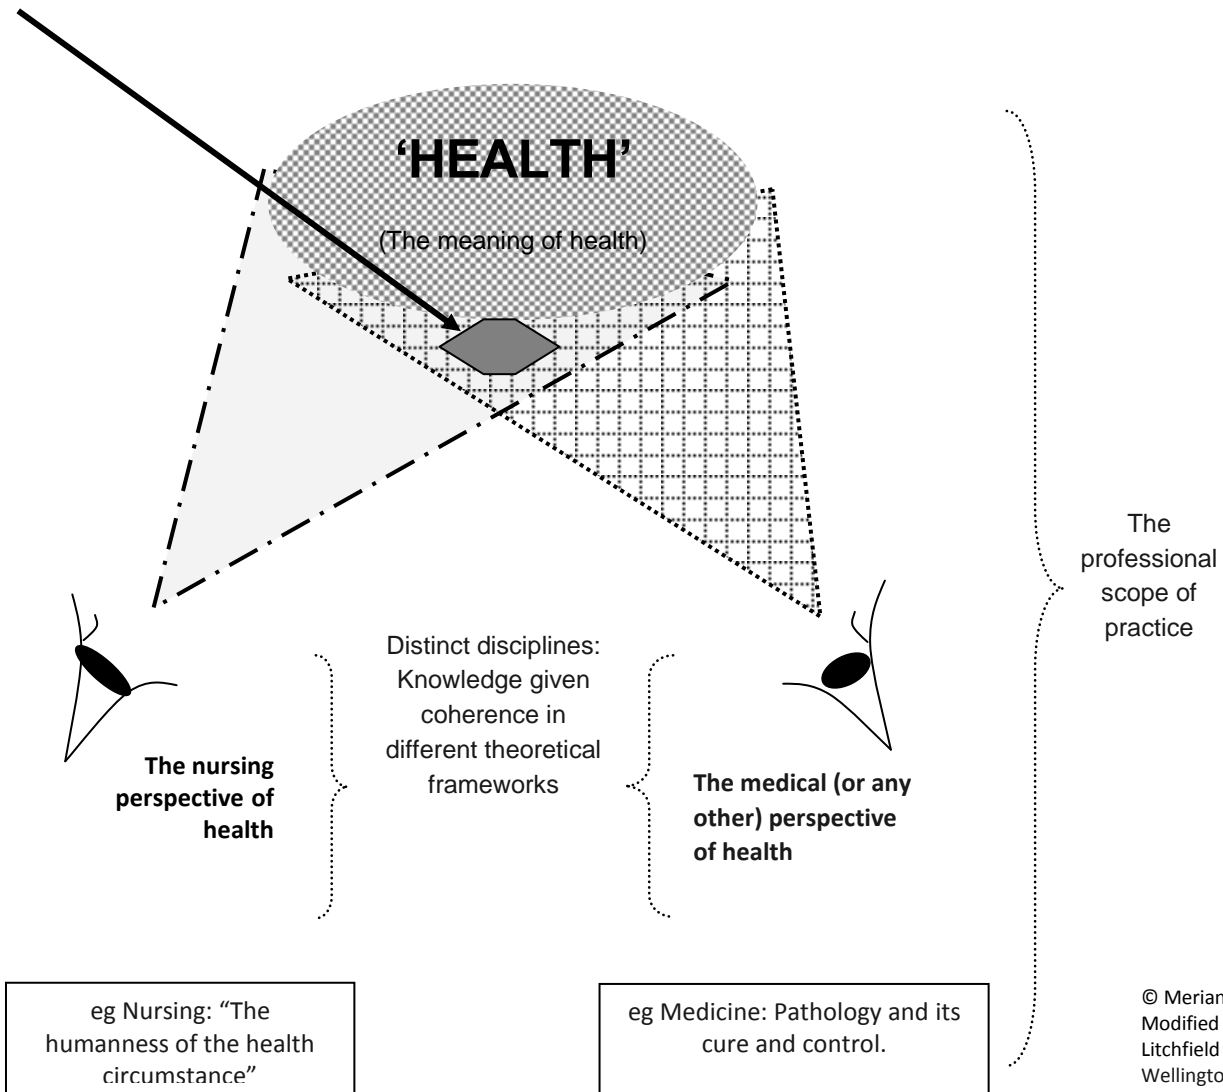 ‘HEALTH’
(The meaning of health)
The
professional
scope of
practice
Distinct disciplines:
Knowledge given
coherence in
different theoretical
frameworks
The nursing
perspective of
health
The medical (or any
other) perspective
of health
eg Nursing: “The
humanness of the health
circumstance”
eg Medicine: Pathology and its
cure and control.
© Merian
Modified
Litchfield
Wellingto